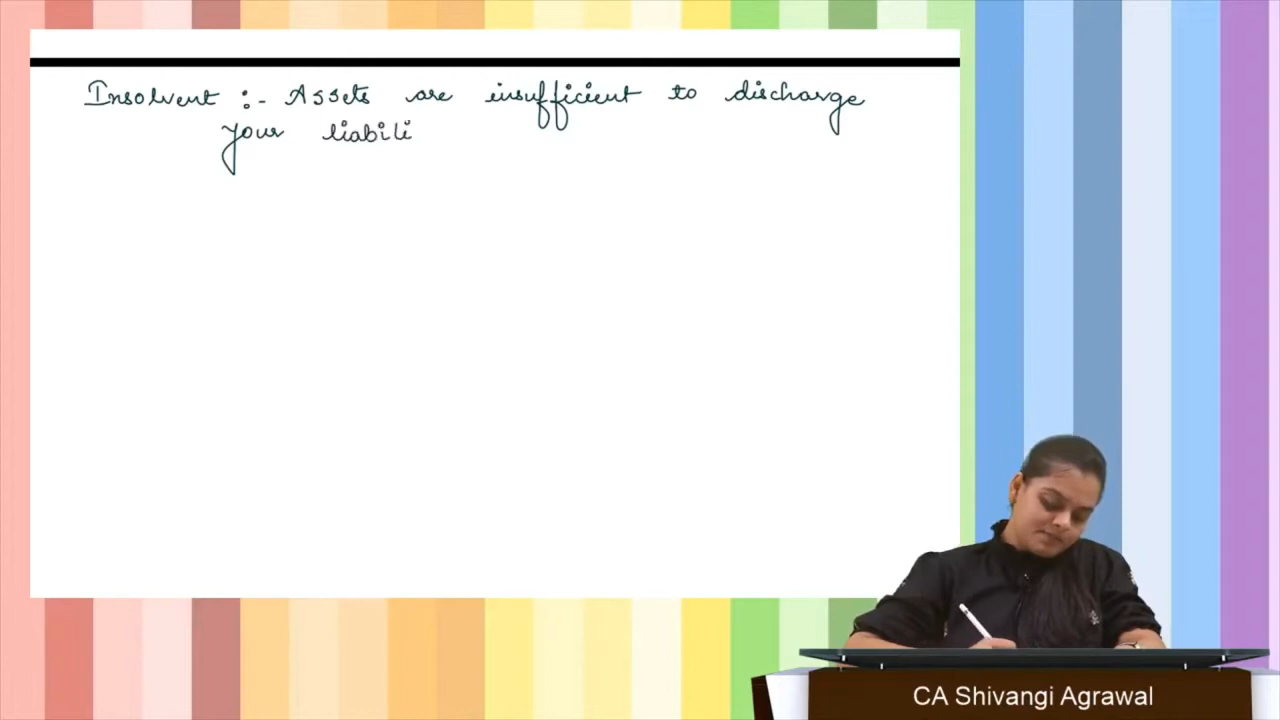 Insolvent :- Assets are insufficient to discharge
your liabili
CA Shivangi Agrawal